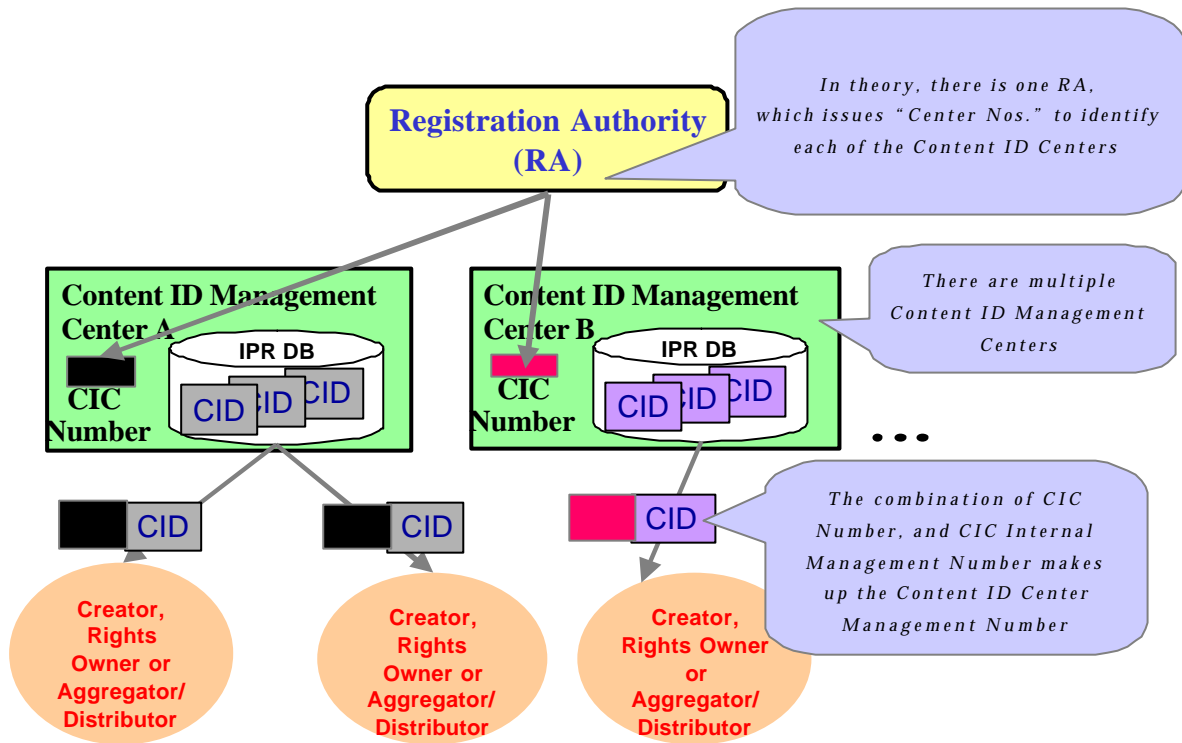 In theory, there is one RA,
which issues “Center Nos.” to identify
each of the Content ID Centers
Registration Authority
(RA)
There are multiple
Content ID Management
Centers
Content ID Management
Center A
IPR DB
CID
CID
CID
CIC
Number
Content ID Management
Center B
IPR DB
CID
CID
CID
CIC
Number
...
CID
CID
CID
The combination of CIC
Number, and CIC Internal
Management Number makes
up the Content ID Center
Management Number
Creator,
Rights
Owner or
Aggregator/
Distributor
Creator,
Rights
Owner or
Aggregator/
Distributor
Creator,
Rights Owner
or
Aggregator/
Distributor